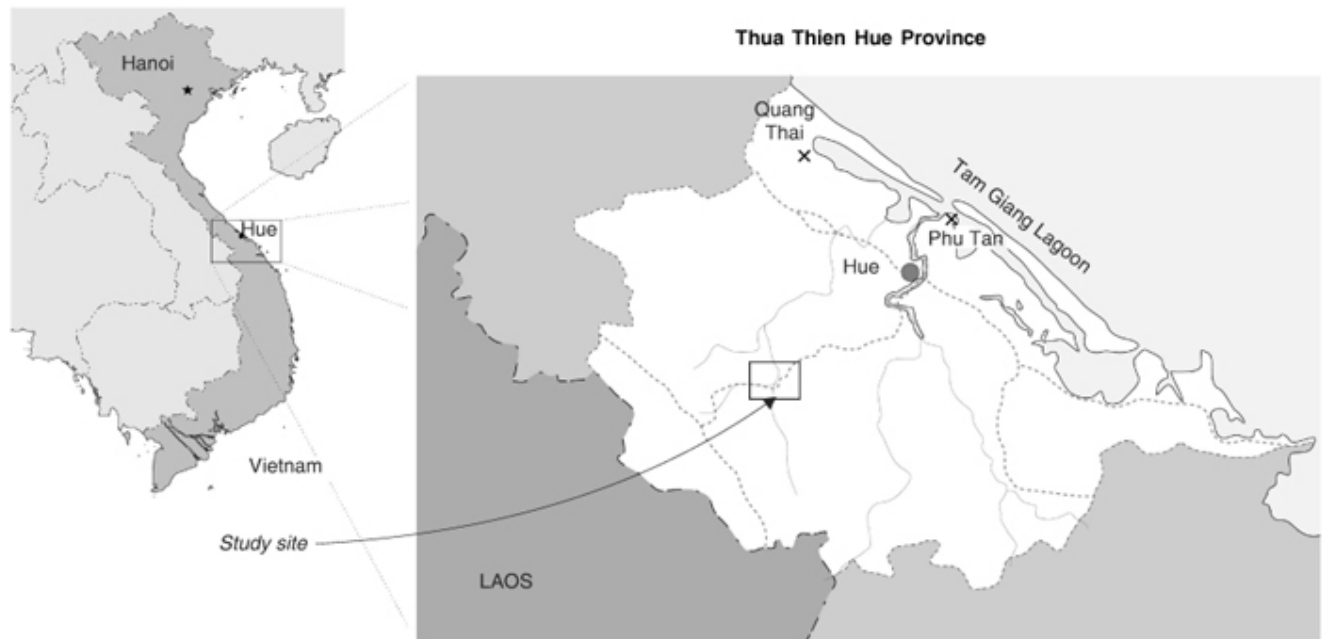 Thua Thien Hue Province
Hanoi
Hue
Vietnam
Study site
Quang
Thai
Tam Giang Lagoon
Phu Tan
Hue
LAOS